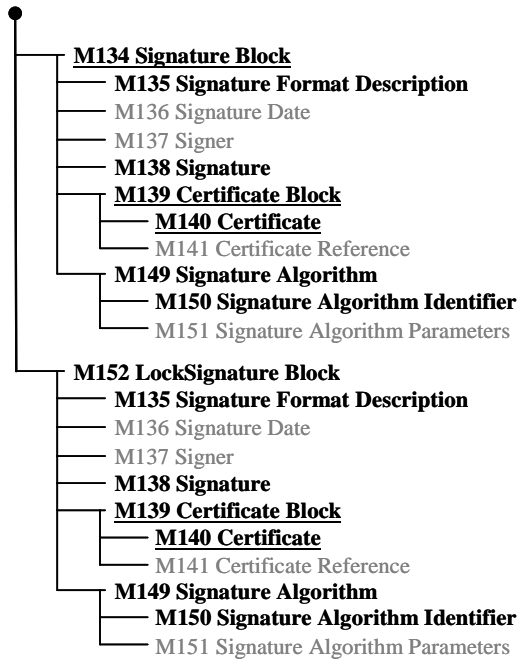 M134 Signature Block
M135 Signature Format Description
M136 Signature Date
M137 Signer
M138 Signature
M139 Certificate Block
M140 Certificate
M141 Certificate Reference
M149 Signature Algorithm
M150 Signature Algorithm Identifier
M151 Signature Algorithm Parameters
M152 LockSignature Block
M135 Signature Format Description
M136 Signature Date
M137 Signer
M138 Signature
M139 Certificate Block
M140 Certificate
M141 Certificate Reference
M149 Signature Algorithm
M150 Signature Algorithm Identifier
M151 Signature Algorithm Parameters